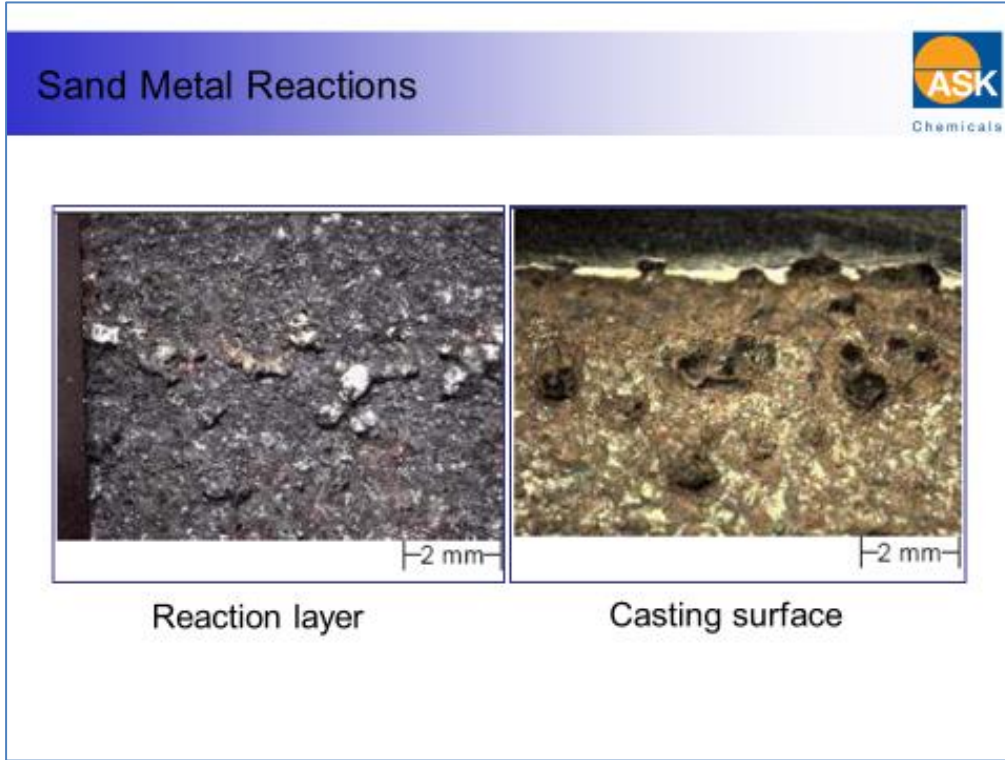 Sand Metal Reactions
ASK
Chemicals
2 mm
2 mm
Reaction layer
Casting surface